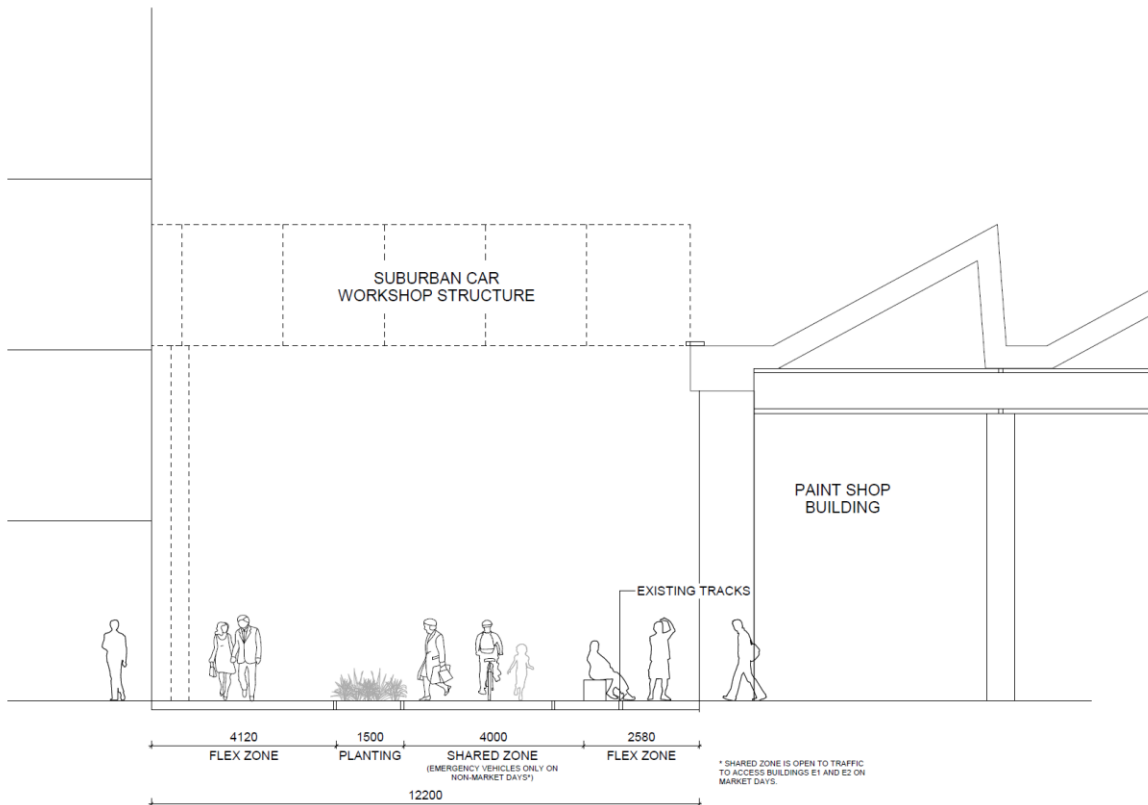 SUBURBAN CAR
WORKSHOP STRUCTURE
PAINT SHOP
BUILDING
EXISTING TRACKS
4120
FLEX ZONE
1500
PLANTING
4000
SHARED ZONE
(EMERGENCY VEHICLES ONLY ON
NON-MARKET DAYS*)
2580
FLEX ZONE
12200
* SHARED ZONE IS OPEN TO TRAFFIC
TO ACCESS BUILDINGS E1 AND E2 ON
MARKET DAYS.